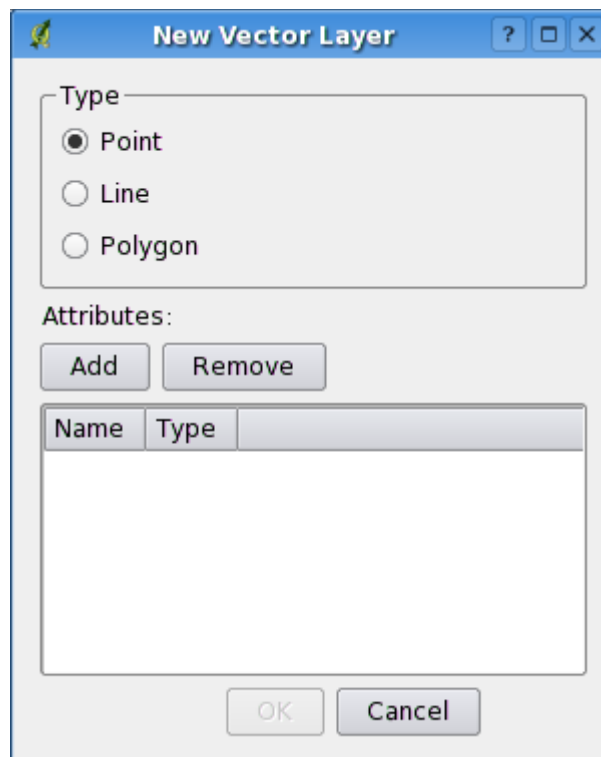 New Vector Layer ?
Type
Point
Line
Polygon
Attributes:
Add Remove
Name Type
OK Cancel